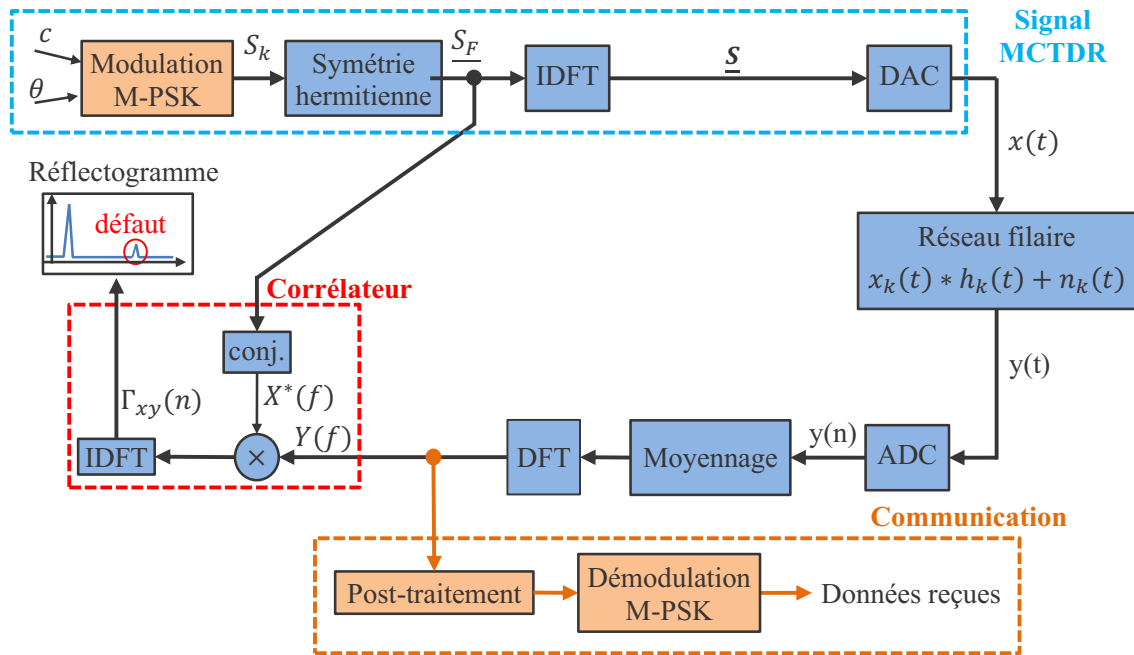 Signal
MCTDR
c
θ
Modulation
M-PSK
S_k
Symétrie
hermitienne
S_F
IDFT
s
DAC
x(t)
Réseau filaire
x_k(t) ∗ h_k(t) + n_k(t)
y(t)
ADC
y(n)
Moyennage
DFT
Y(f)
×
X*(f)
conj.
Corrélateur
IDFT
Γ_xy(n)
Réflectogramme
défaut
Communication
Post-traitement
Démodulation
M-PSK
Données reçues